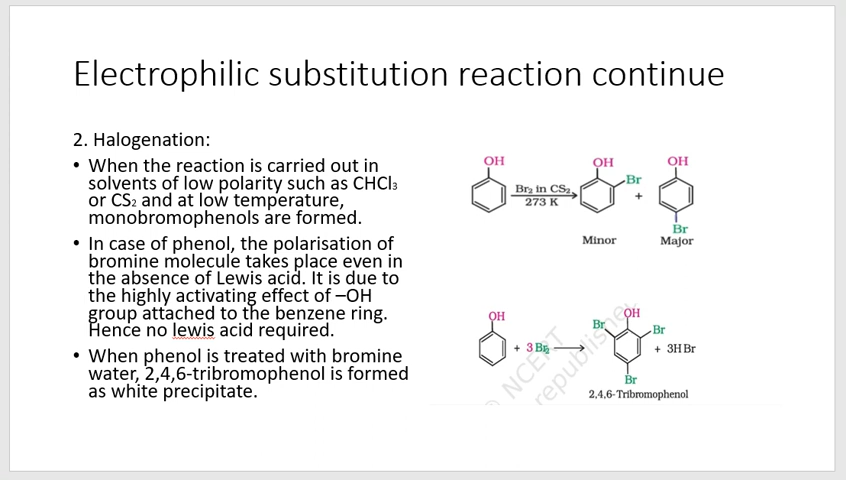 Electrophilic substitution reaction continue
2. Halogenation:
• When the reaction is carried out in
solvents of low polarity such as CHCl₃
or CS₂ and at low temperature,
monobromophenols are formed.
• In case of phenol, the polarisation of
bromine molecule takes place even in
the absence of Lewis acid. It is due to
the highly activating effect of –OH
group attached to the benzene ring.
Hence no lewis acid required.
• When phenol is treated with bromine
water, 2,4,6-tribromophenol is formed
as white precipitate.
OH OH OH
Br₂ in CS₂
273 K
Br
+
Br
Minor Major
OH OH
Br Br
+ 3 Br₂ + 3H Br
Br
2,4,6-Tribromophenol
© NCERT
republished